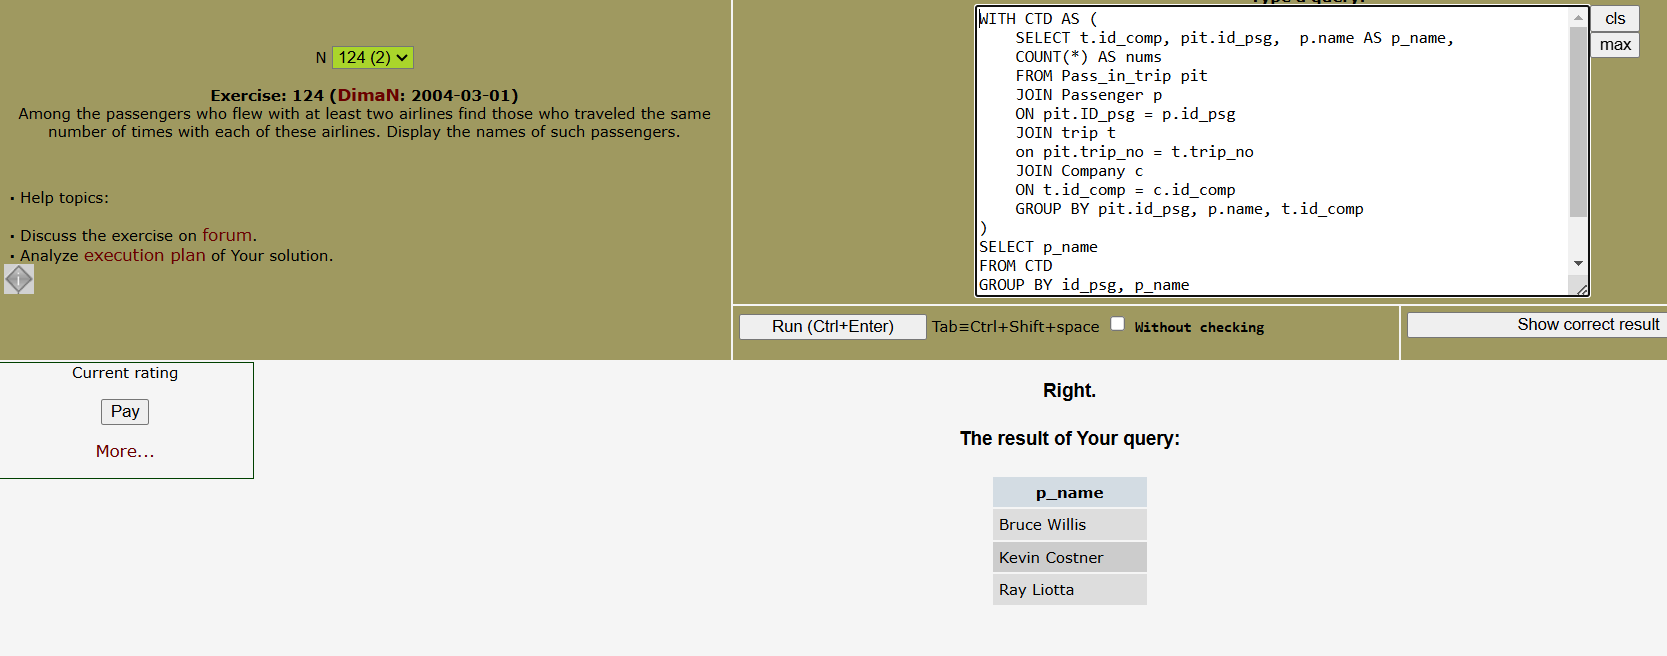 N 124 (2)
Exercise: 124 (DimaN: 2004-03-01)
Among the passengers who flew with at least two airlines find those who traveled the same
number of times with each of these airlines. Display the names of such passengers.
· Help topics:
· Discuss the exercise on forum.
· Analyze execution plan of Your solution.
i
WITH CTD AS (
    SELECT t.id_comp, pit.id_psg,  p.name AS p_name,
    COUNT(*) AS nums
    FROM Pass_in_trip pit
    JOIN Passenger p
    ON pit.ID_psg = p.id_psg
    JOIN trip t
    on pit.trip_no = t.trip_no
    JOIN Company c
    ON t.id_comp = c.id_comp
    GROUP BY pit.id_psg, p.name, t.id_comp
)
SELECT p_name
FROM CTD
GROUP BY id_psg, p_name
cls
max
Run (Ctrl+Enter) Tab≡Ctrl+Shift+space Without checking
Show correct result
Current rating
Pay
More...
Right.
The result of Your query:
p_name
Bruce Willis
Kevin Costner
Ray Liotta